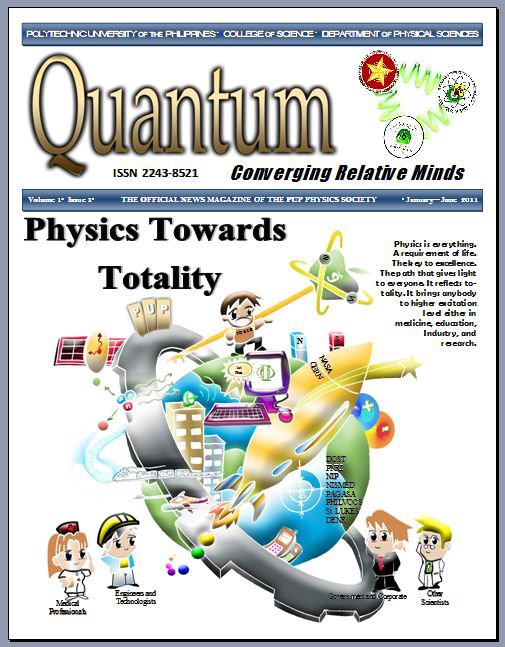 POLYTECHNIC UNIVERSITY OF THE PHILIPPINES * COLLEGE OF SCIENCE * DEPARTMENT OF PHYSICAL SCIENCES
Quantum
ISSN 2243-8521
Converging Relative Minds
Volume 1* Issue 1*
THE OFFICIAL NEWS MAGAZINE OF THE PUP PHYSICS SOCIETY
* January—June 2011
Physics Towards
Totality
Physics is everything.
A requirement of life.
The key to excellence.
The path that gives light
to everyone. It reflects to-
tality. It brings anybody
to higher excitation
level either in
medicine, education,
Industry, and
research.
PUP
N
S
NASA
CERN
DOST
PNRI
NIP
NISMED
PAGASA
PHILVOCS
St. LUKES
DENR
Medical
Professionals
Engineers and
Technologists
Government and Corporate
Other
Scientists